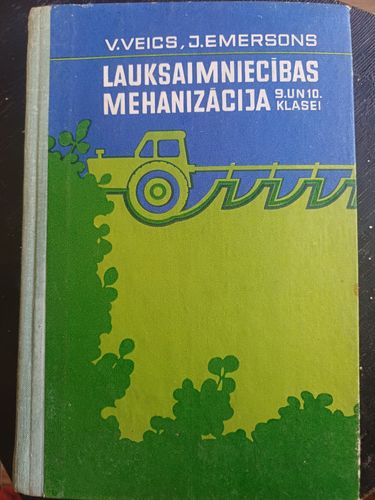 V.VEICS, J.EMERSONS
LAUKSAIMNIECĪBAS
MEHANIZĀCIJA 9.UN 10.
KLASEI